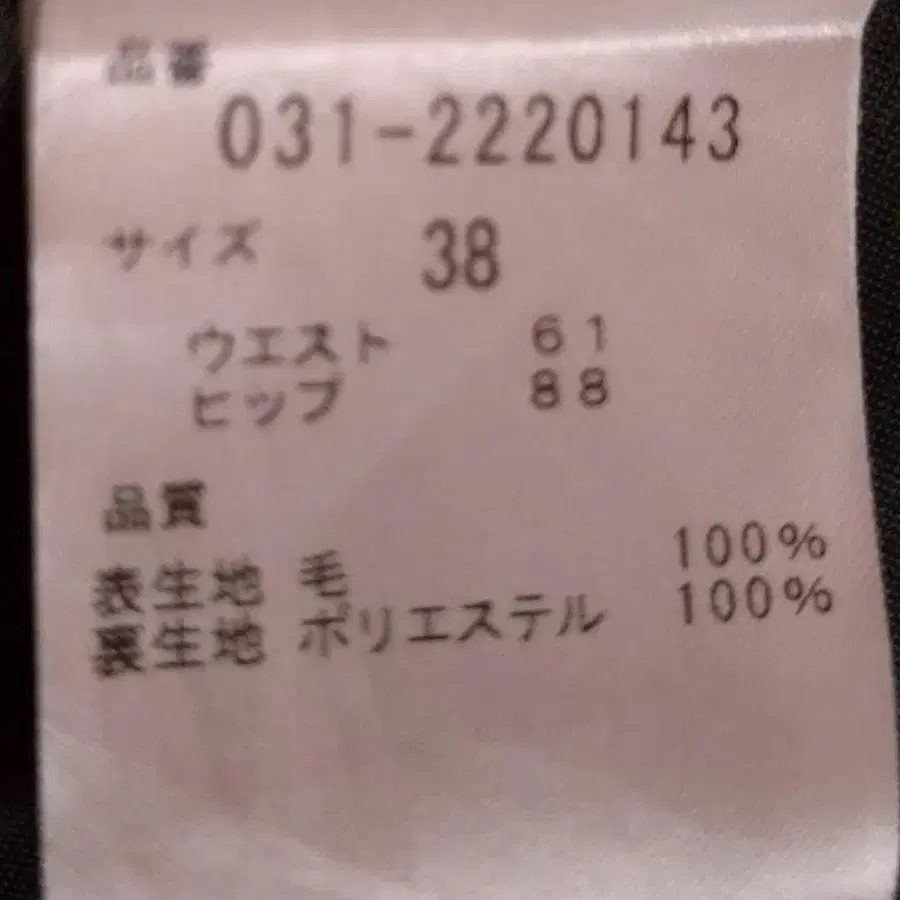 品番
031-2220143
サイズ 38
ウエスト 61
ヒップ 88
品質
表生地 毛 100%
裏生地 ポリエステル 100%